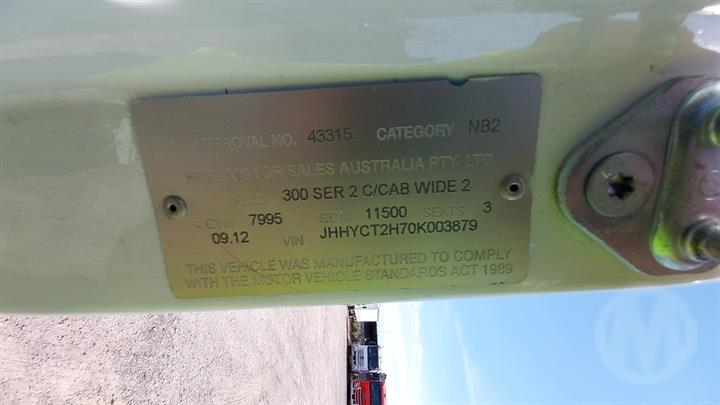 APPROVAL NO. 43315 CATEGORY NB2
HINO MOTOR SALES AUSTRALIA PTY. LTD.
HINO 300 SER 2 C/CAB WIDE 2
GVM 7995 GCM 11500 SEATS 3
09.12 VIN JHHYCT2H70K003879
THIS VEHICLE WAS MANUFACTURED TO COMPLY
WITH THE MOTOR VEHICLE STANDARDS ACT 1989
M